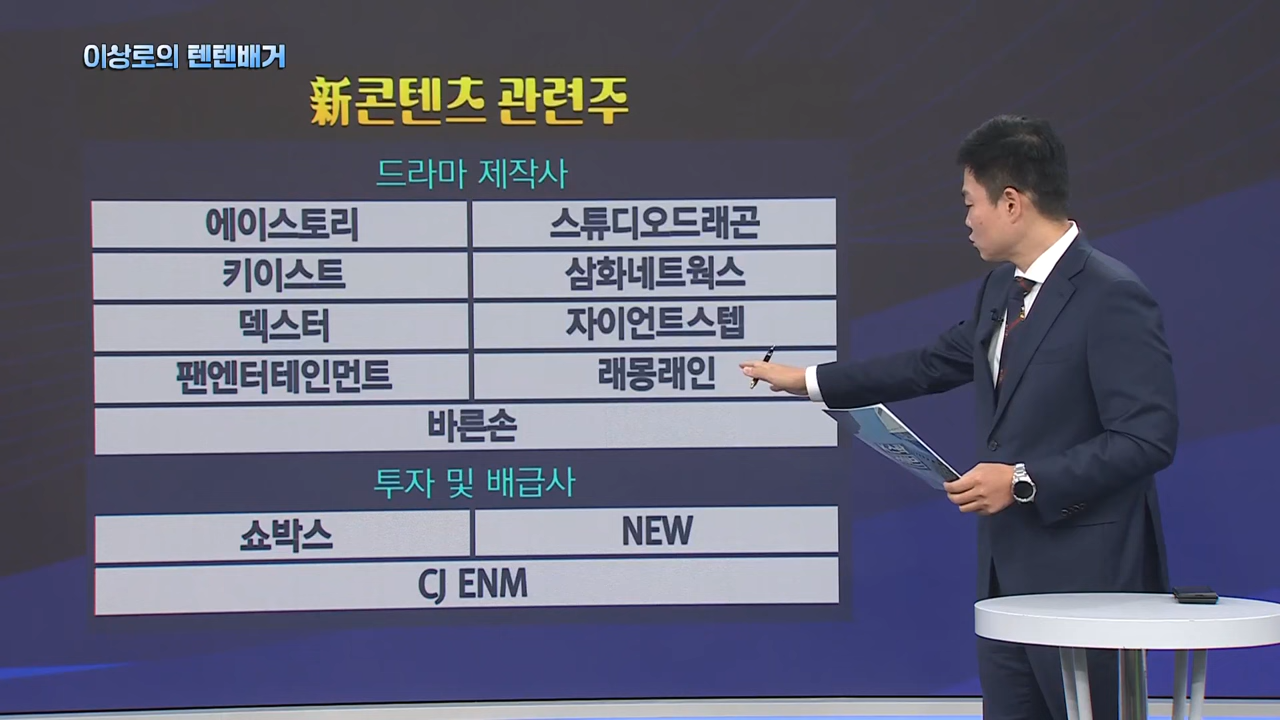 이상로의 텐텐배거
新콘텐츠 관련주
드라마 제작사
에이스토리 스튜디오드래곤
키이스트 삼화네트웍스
덱스터 자이언트스텝
팬엔터테인먼트 래몽래인
바른손
투자 및 배급사
쇼박스 NEW
CJ ENM